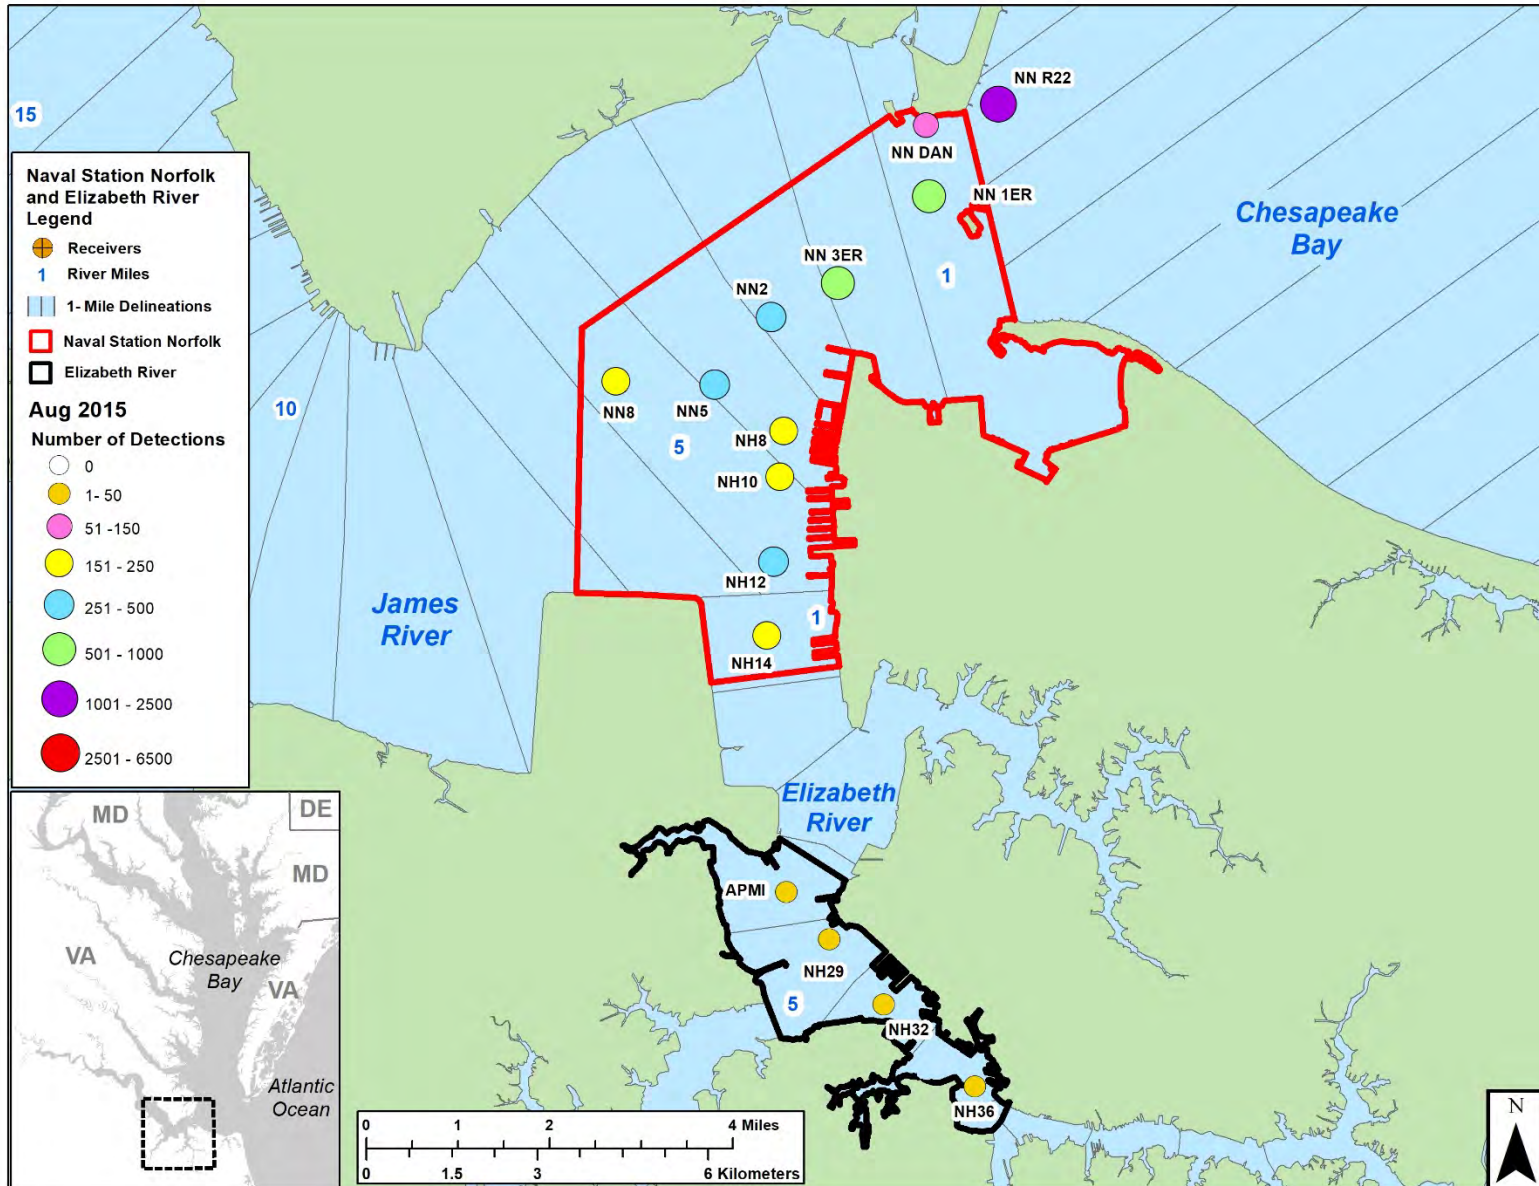 15
NN R22
NN DAN
NN 1ER
Chesapeake
Bay
NN 3ER
1
NN2
NN8
NN5
NH8
5
NH10
10
NH12
James
River
1
NH14
Elizabeth
River
APMI
NH29
5
NH32
NH36
Naval Station Norfolk
and Elizabeth River
Legend
Receivers
1 River Miles
1- Mile Delineations
Naval Station Norfolk
Elizabeth River
Aug 2015
Number of Detections
0
1- 50
51 -150
151 - 250
251 - 500
501 - 1000
1001 - 2500
2501 - 6500
MD
DE
MD
VA
Chesapeake
Bay
VA
Atlantic
Ocean
0 1 2 4 Miles
0 1.5 3 6 Kilometers
N